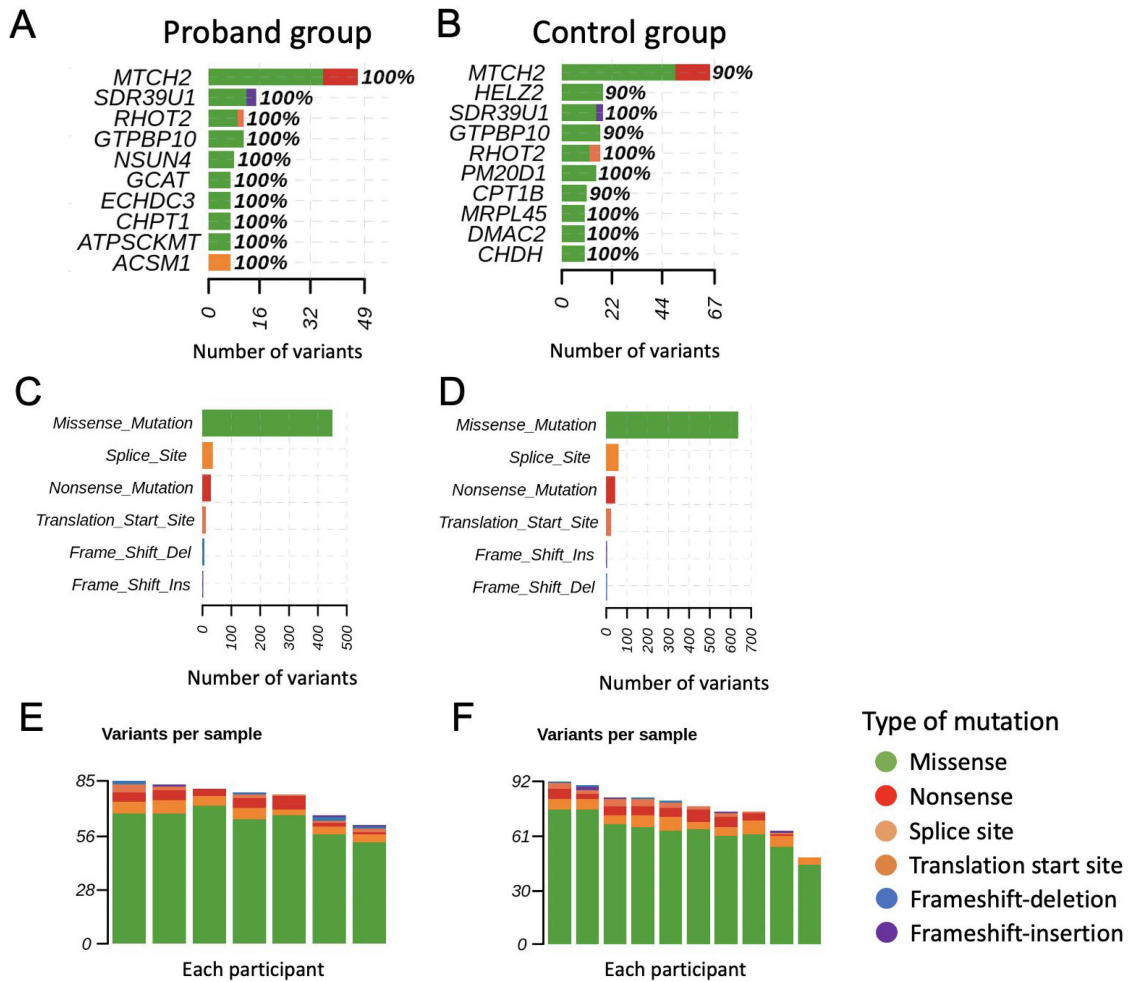 A
Proband group
MTCH2 100%
SDR39U1 100%
RHOT2 100%
GTPBP10 100%
NSUN4 100%
GCAT 100%
ECHDC3 100%
CHPT1 100%
ATPSCKMT 100%
ACSM1 100%
0 16 32 49
Number of variants
B
Control group
MTCH2 90%
HELZ2 90%
SDR39U1 100%
GTPBP10 90%
RHOT2 100%
PM20D1 100%
CPT1B 90%
MRPL45 100%
DMAC2 100%
CHDH 100%
0 22 44 67
Number of variants
C
Missense_Mutation
Splice_Site
Nonsense_Mutation
Translation_Start_Site
Frame_Shift_Del
Frame_Shift_Ins
0 100 200 300 400 500
Number of variants
D
Missense_Mutation
Splice_Site
Nonsense_Mutation
Translation_Start_Site
Frame_Shift_Ins
Frame_Shift_Del
0 100 200 300 400 500 600 700
Number of variants
E
Variants per sample
85
56
28
0
Each participant
F
Variants per sample
92
61
30
0
Each participant
Type of mutation
Missense
Nonsense
Splice site
Translation start site
Frameshift-deletion
Frameshift-insertion